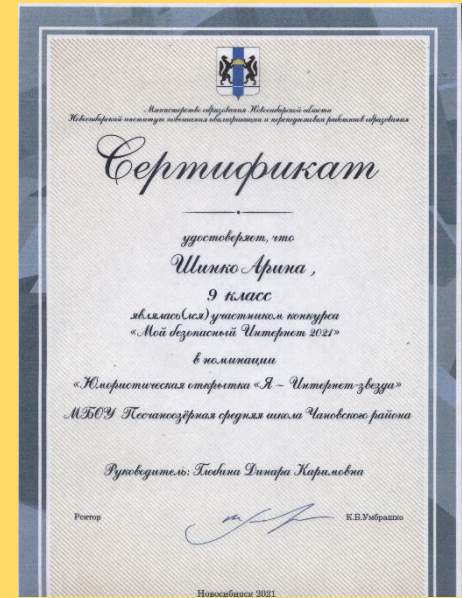 Министерство образования Новосибирской области
Новосибирский институт повышения квалификации и переподготовки работников образования
Сертификат
удостоверяет, что
Шинко Арина ,
9 класс
являлась(лся) участником конкурса
«Мой безопасный Интернет 2021»
в номинации
«Юмористическая открытка «Я – Интернет-звезда»
МБОУ Песчаноозёрная средняя школа Чановского района
Руководитель: Глобина Динара Каримовна
Ректор К.Б.Умбрашко
Новосибирск 2021